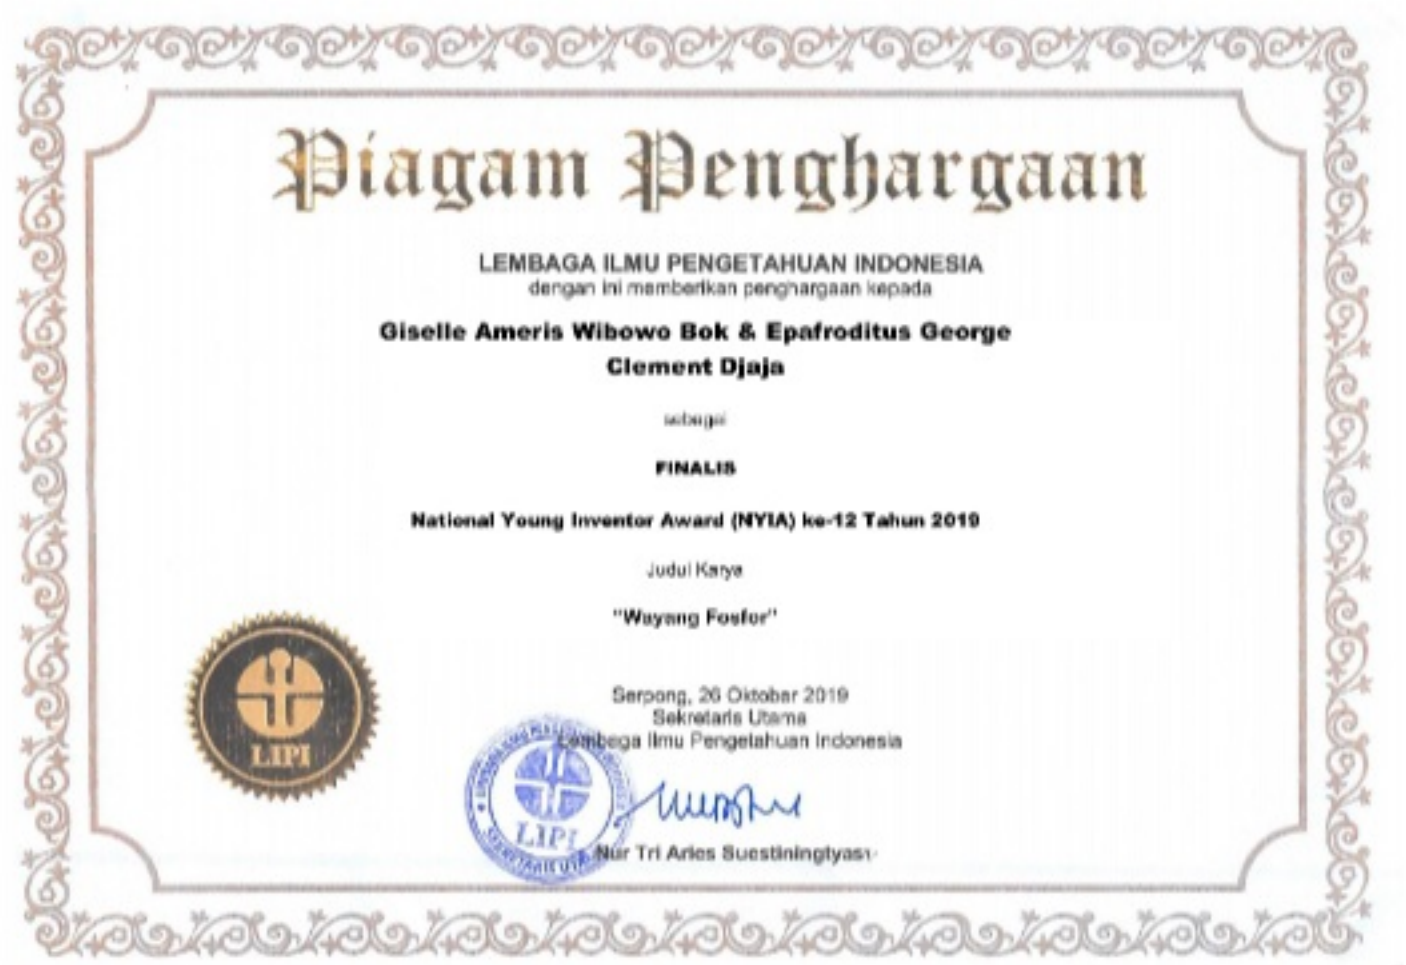 Piagam Penghargaan
LEMBAGA ILMU PENGETAHUAN INDONESIA
dengan ini memberikan penghargaan kepada
Giselle Ameris Wibowo Bok & Epafroditus George
Clement Djaja
sebagai
FINALIS
National Young Inventor Award (NYIA) ke-12 Tahun 2019
Judul Karya
"Wayang Fosfor"
Serpong, 26 Oktober 2019
Sekretaris Utama
Lembaga Ilmu Pengetahuan Indonesia
LIPI
LIPI
Nur Tri Aries Suestiningtyas